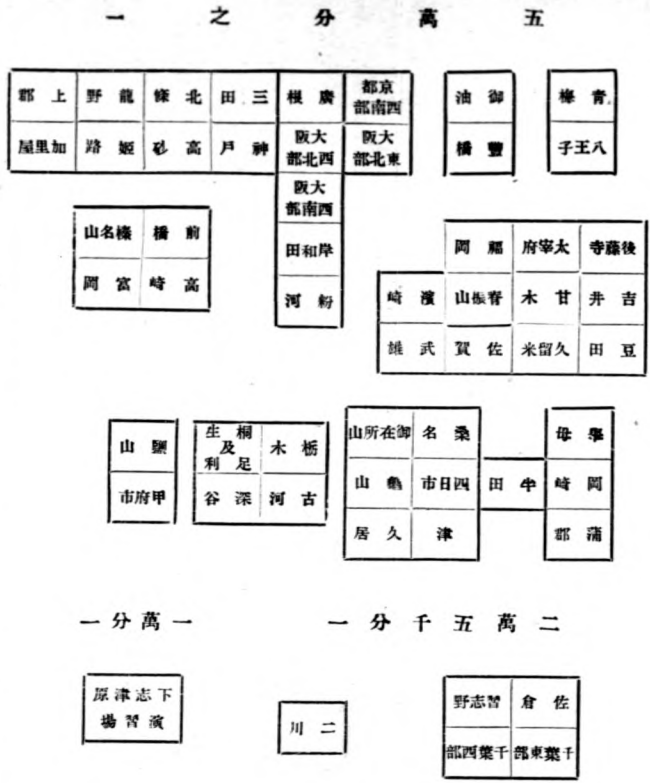 五萬分之一
青梅
八王子
御油
豐橋
京都
西南部
廣根
三田
北條
龍野
上郡
大阪
東北部
大阪
西北部
神戸
高砂
姫路
加里屋
大阪
西南部
岸和田
粉河
前橋
榛名山
高崎
富岡
後藤寺
太宰府
福岡
吉井
甘木
脊振山
濱崎
豆田
久留米
佐賀
武雄
擧母
岡崎
蒲郡
半田
桑名
御在所山
四日市
龜山
津
久居
栃木
桐生
及
足利
古河
深谷
鹽山
甲府市
二萬五千分一
佐倉
習志野
千葉東部
千葉西部
二川
一萬分一
下志津原
演習場